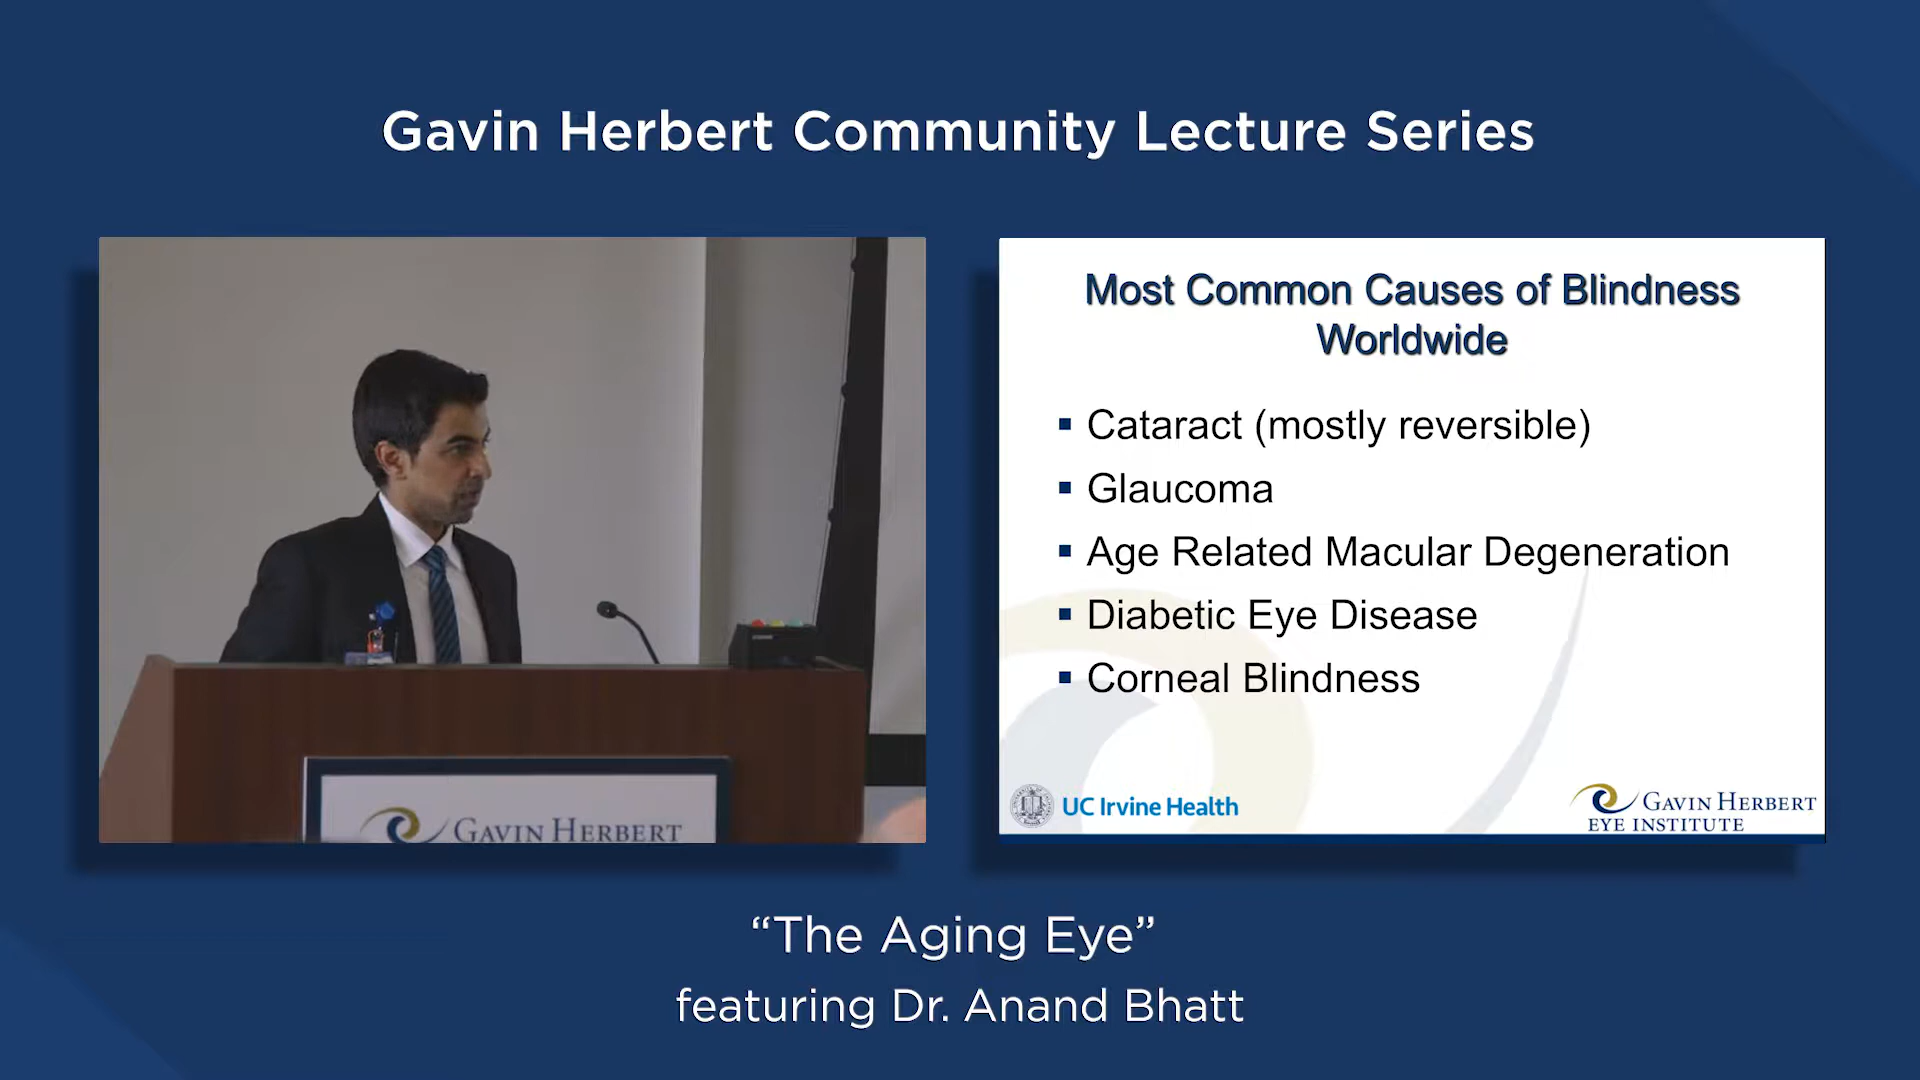 Gavin Herbert Community Lecture Series
GAVIN HERBERT
Most Common Causes of Blindness
Worldwide
▪ Cataract (mostly reversible)
▪ Glaucoma
▪ Age Related Macular Degeneration
▪ Diabetic Eye Disease
▪ Corneal Blindness
UC Irvine Health
GAVIN HERBERT
EYE INSTITUTE
“The Aging Eye”
featuring Dr. Anand Bhatt